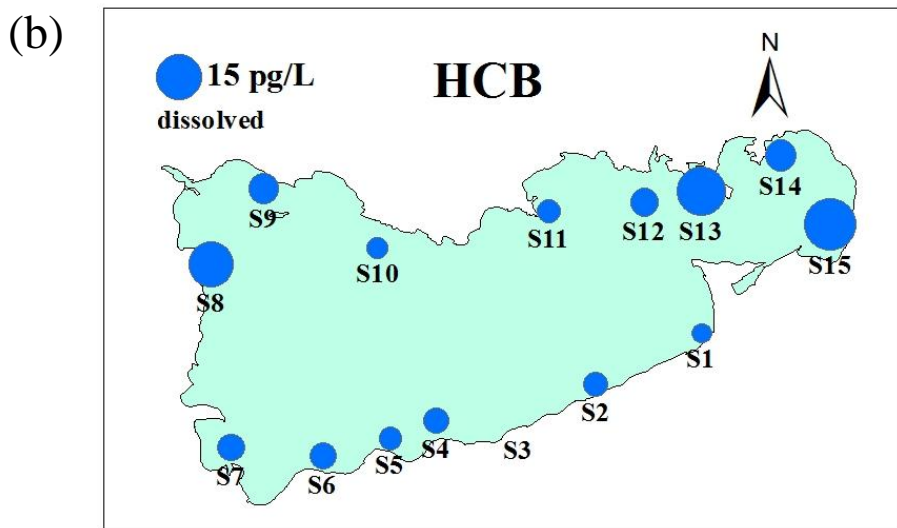 (b)
15 pg/L
dissolved
HCB
N
S14
S9
S11
S12
S13
S10
S15
S8
S1
S2
S4
S3
S5
S7
S6